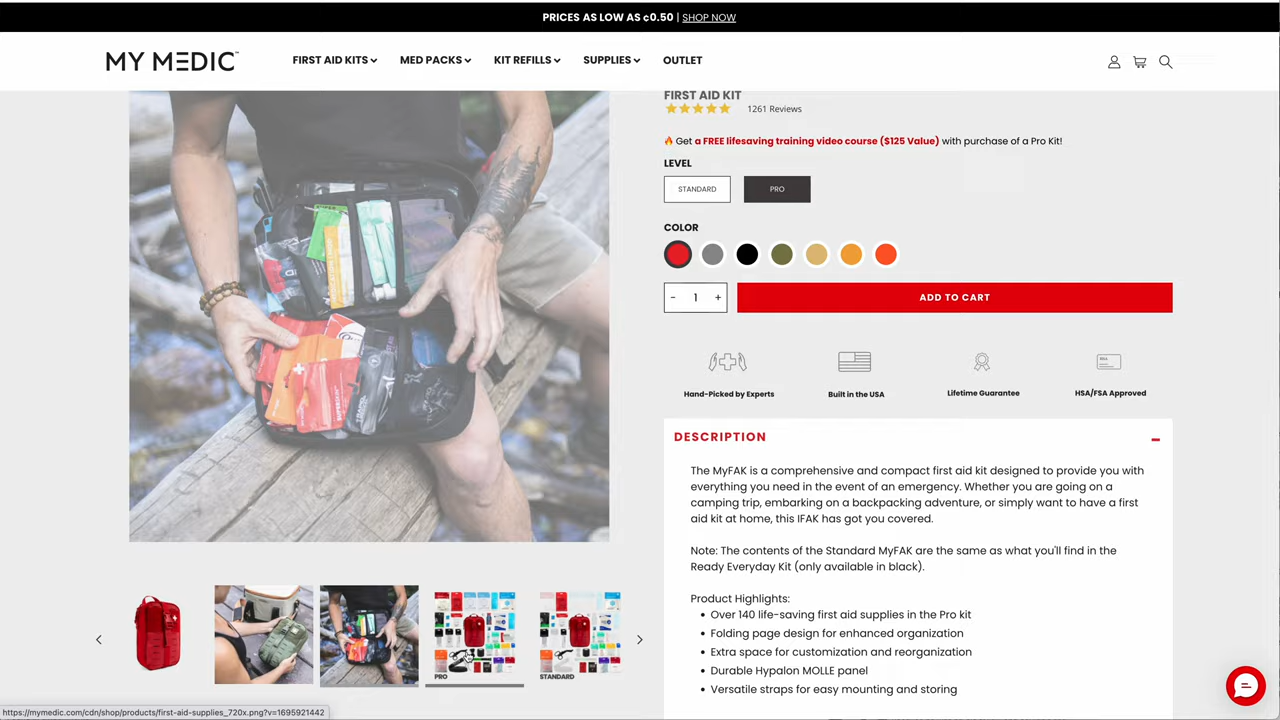 PRICES AS LOW AS ¢0.50 | SHOP NOW
MY MEDIC™
FIRST AID KITS MED PACKS KIT REFILLS SUPPLIES OUTLET
FIRST AID KIT
1261 Reviews
🔥 Get a FREE lifesaving training video course ($125 Value) with purchase of a Pro Kit!
LEVEL
STANDARD PRO
COLOR
- 1 + ADD TO CART
Hand-Picked by Experts Built in the USA Lifetime Guarantee HSA/FSA Approved
DESCRIPTION
The MyFAK is a comprehensive and compact first aid kit designed to provide you with
everything you need in the event of an emergency. Whether you are going on a
camping trip, embarking on a backpacking adventure, or simply want to have a first
aid kit at home, this IFAK has got you covered.
Note: The contents of the Standard MyFAK are the same as what you'll find in the
Ready Everyday Kit (only available in black).
Product Highlights:
• Over 140 life-saving first aid supplies in the Pro kit
• Folding page design for enhanced organization
• Extra space for customization and reorganization
• Durable Hypalon MOLLE panel
• Versatile straps for easy mounting and storing
PRO
STANDARD
https://mymedic.com/cdn/shop/products/first-aid-supplies_720x.png?v=1695921442